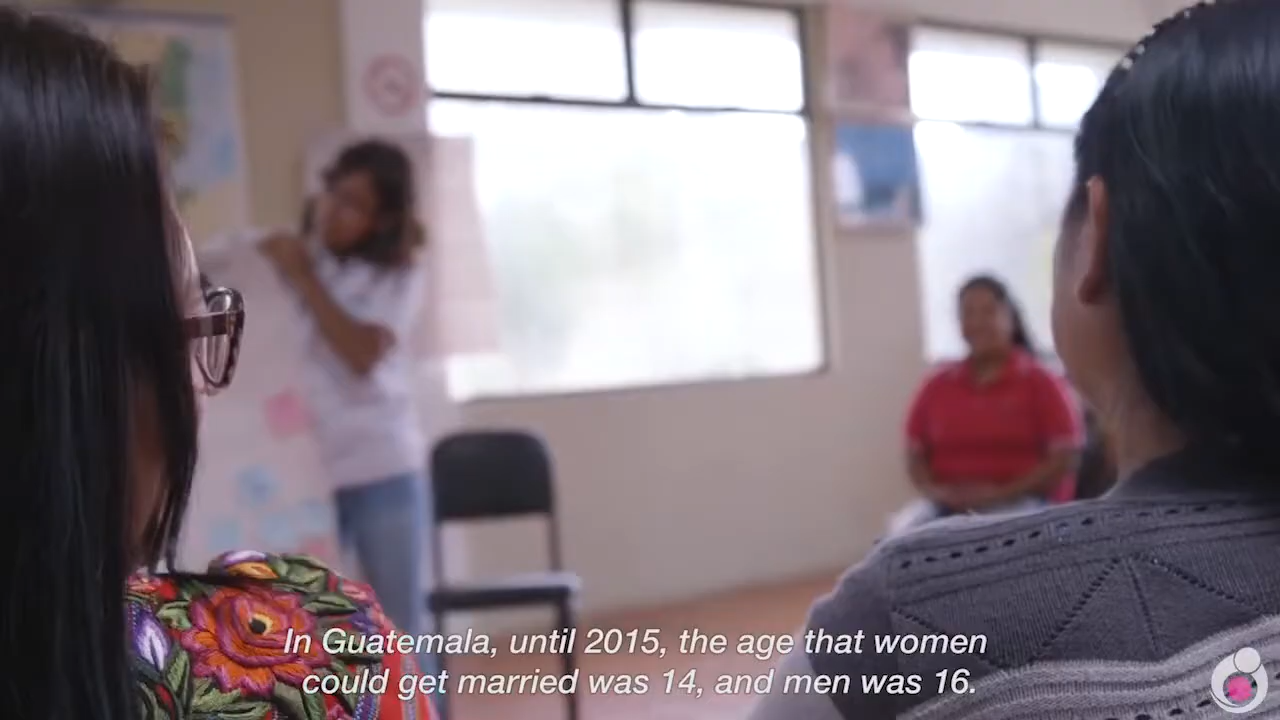 In Guatemala, until 2015, the age that women
could get married was 14, and men was 16.